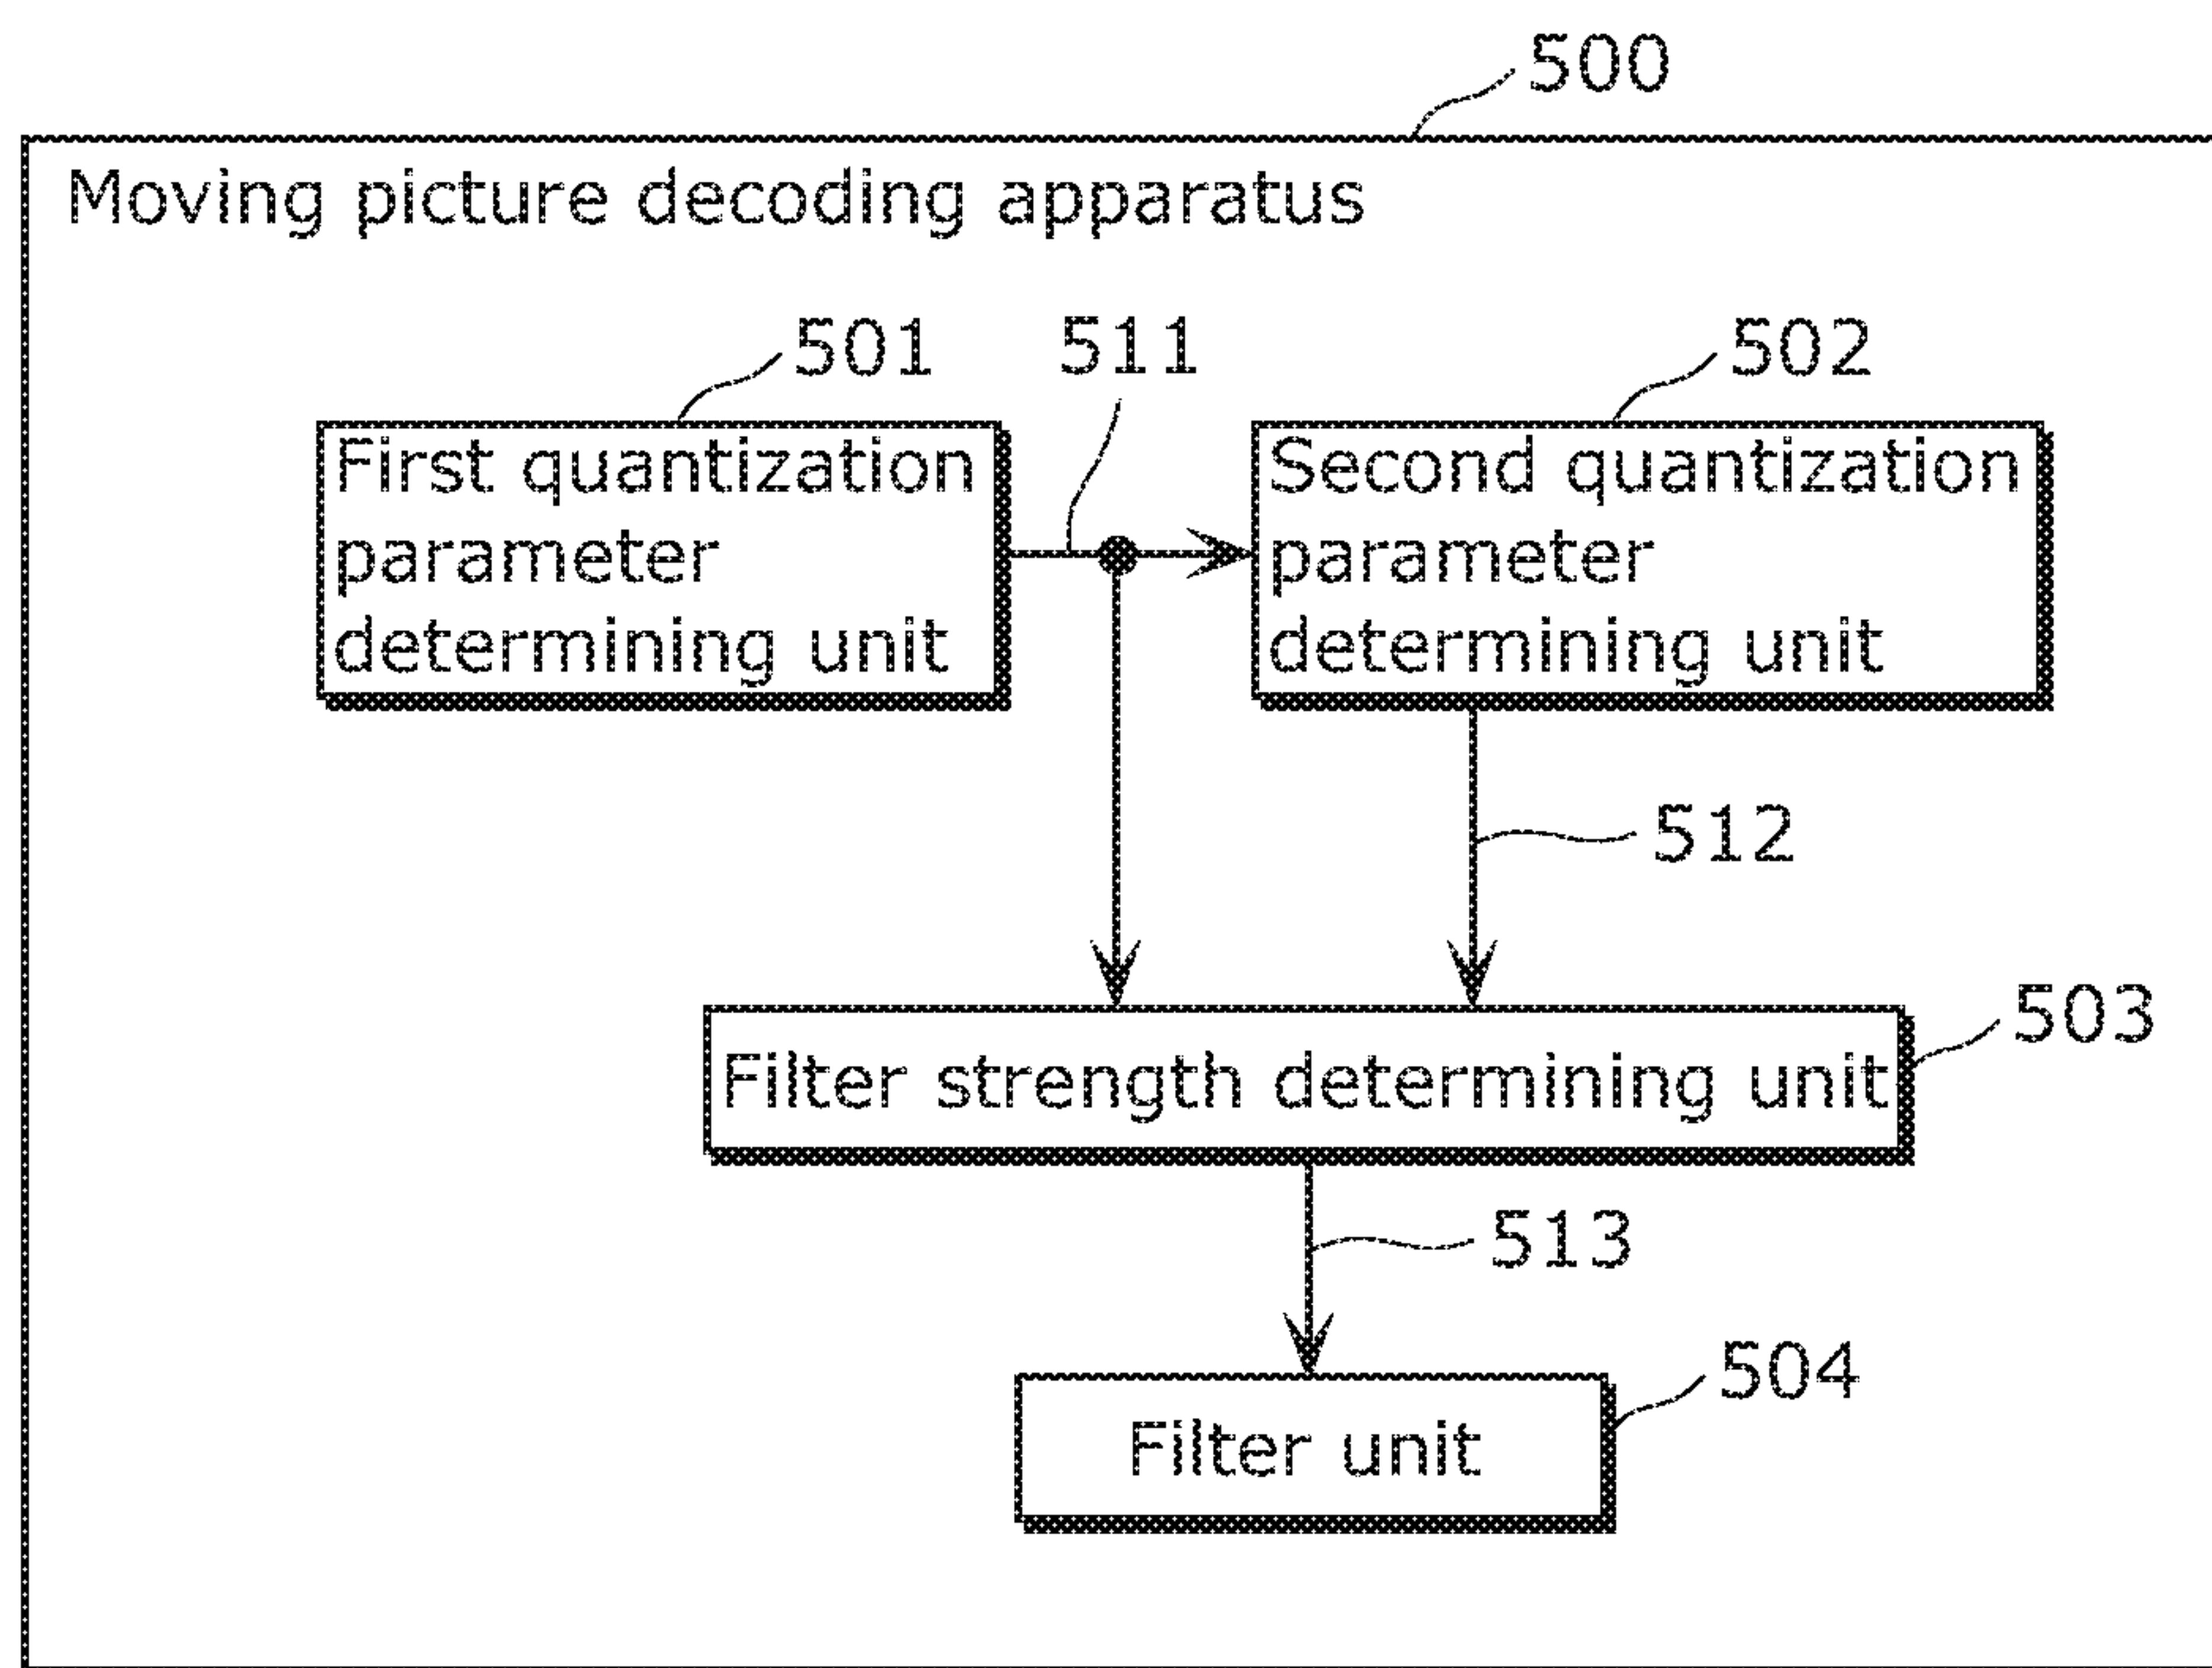 500
Moving picture decoding apparatus
501
511
502
First quantization
parameter
determining unit
Second quantization
parameter
determining unit
512
503
Filter strength determining unit
513
504
Filter unit